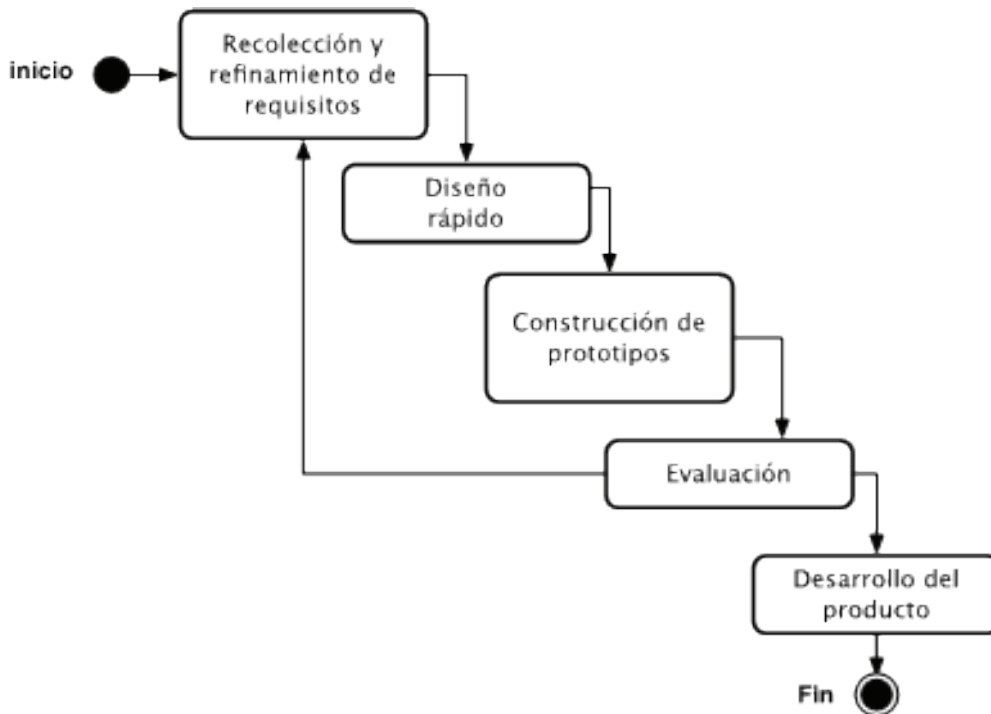 inicio
Recolección y
refinamiento de
requisitos
Diseño
rápido
Construcción de
prototipos
Evaluación
Desarrollo del
producto
Fin